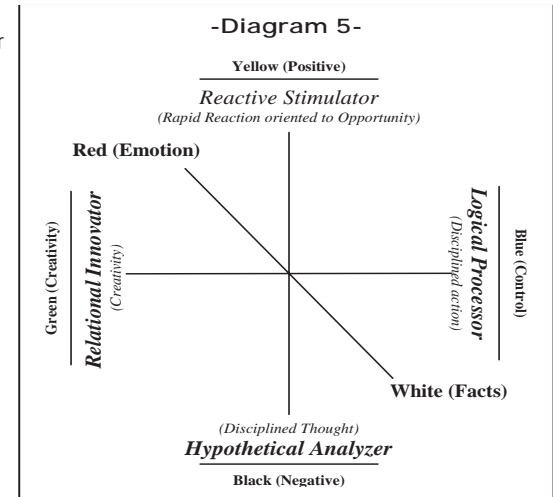 r
-Diagram 5-
Yellow (Positive)
Reactive Stimulator
(Rapid Reaction oriented to Opportunity)
Red (Emotion)
Green (Creativity)
Relational Innovator
(Creativity)
Logical Processor
(Disciplined action)
Blue (Control)
White (Facts)
(Disciplined Thought)
Hypothetical Analyzer
Black (Negative)